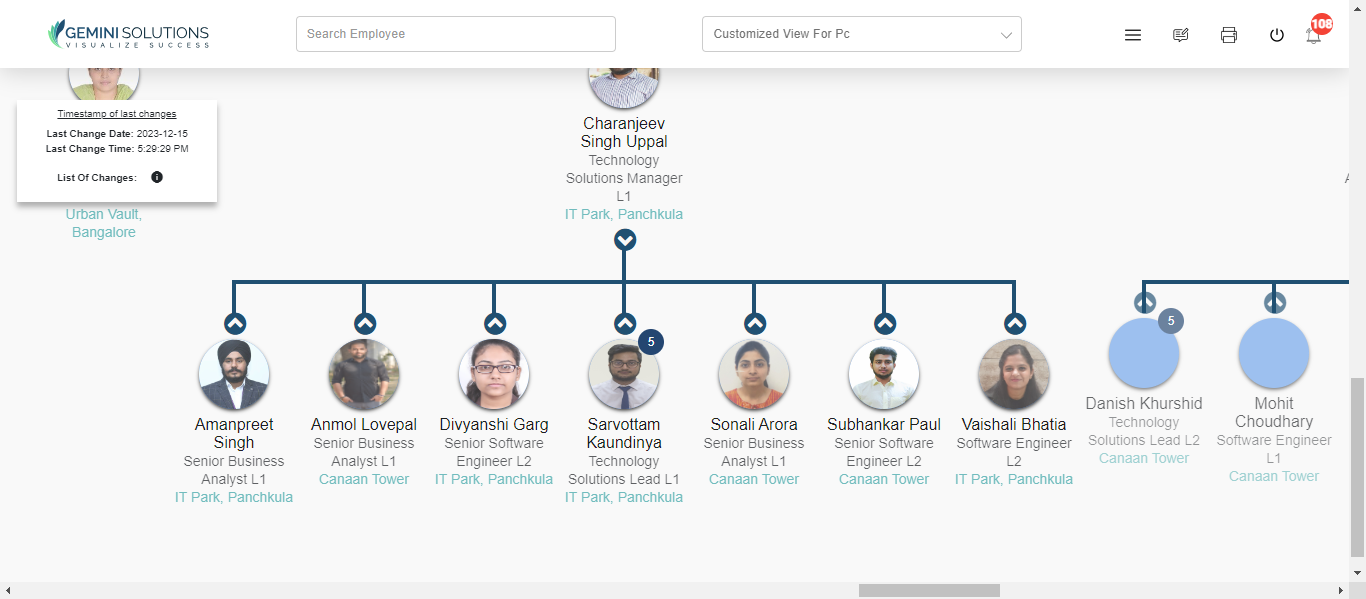 GEMINI SOLUTIONS
VISUALIZE SUCCESS
Search Employee
Customized View For Pc
108
Timestamp of last changes
Last Change Date: 2023-12-15
Last Change Time: 5:29:29 PM
List Of Changes:
Urban Vault,
Bangalore
Charanjeev
Singh Uppal
Technology
Solutions Manager
L1
IT Park, Panchkula
Amanpreet
Singh
Senior Business
Analyst L1
IT Park, Panchkula
Anmol Lovepal
Senior Business
Analyst L1
Canaan Tower
Divyanshi Garg
Senior Software
Engineer L2
IT Park, Panchkula
5
Sarvottam
Kaundinya
Technology
Solutions Lead L1
IT Park, Panchkula
Sonali Arora
Senior Business
Analyst L1
Canaan Tower
Subhankar Paul
Senior Software
Engineer L2
Canaan Tower
Vaishali Bhatia
Software Engineer
L2
IT Park, Panchkula
5
Danish Khurshid
Technology
Solutions Lead L2
Canaan Tower
Mohit
Choudhary
Software Engineer
L1
Canaan Tower